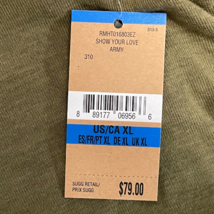 RMHT016803EZ
SHOW YOUR LOVE
ARMY
310
8 89177 06956 6
US/CA XL
ES/FR/PT XL DE XL UK XL
SUGG. RETAIL/
PRIX SUGG $79.00